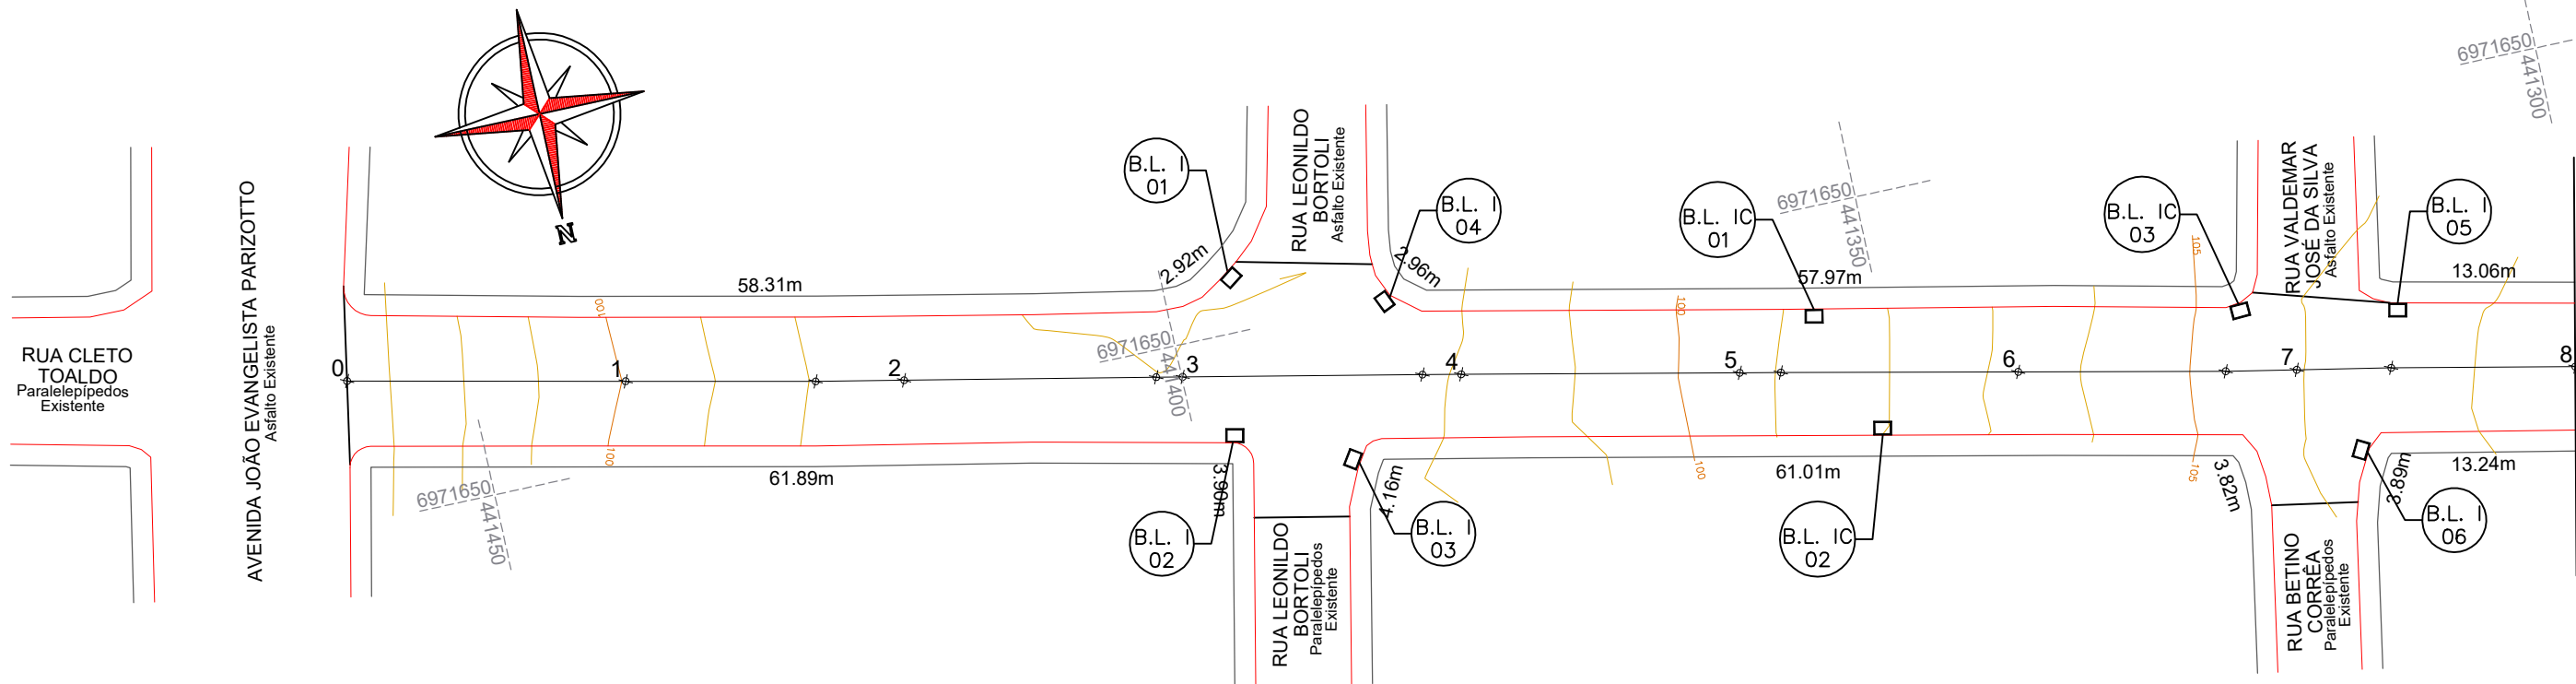 RUA CLETO
TOALDO
Paralelepípedos
Existente
AVENIDA JOÃO EVANGELISTA PARIZOTTO
Asfalto Existente
N
0
1
2
3
4
5
6
7
8
58.31m
2.92m
2.96m
57.97m
13.06m
61.89m
3.90m
4.16m
61.01m
3.82m
3.89m
13.24m
100
100
100
100
105
105
6971650
441450
6971650
441400
6971650
441350
6971650
441300
B.L. I
01
RUA LEONILDO
BORTOLI
Asfalto Existente
B.L. I
04
B.L. IC
01
B.L. IC
03
RUA VALDEMAR
JOSÉ DA SILVA
Asfalto Existente
B.L. I
05
B.L. I
02
RUA LEONILDO
BORTOLI
Paralelepípedos
Existente
B.L. I
03
B.L. IC
02
RUA BETINO
CORRÊA
Paralelepípedos
Existente
B.L. I
06